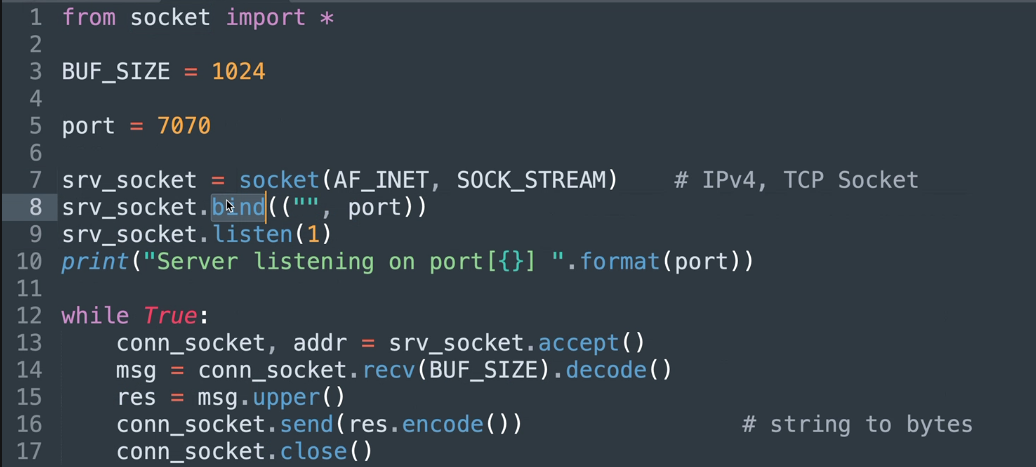 1 from socket import *
2
3 BUF_SIZE = 1024
4
5 port = 7070
6
7 srv_socket = socket(AF_INET, SOCK_STREAM)    # IPv4, TCP Socket
8 srv_socket.bind(("", port))
9 srv_socket.listen(1)
10 print("Server listening on port[{}] ".format(port))
11
12 while True:
13     conn_socket, addr = srv_socket.accept()
14     msg = conn_socket.recv(BUF_SIZE).decode()
15     res = msg.upper()
16     conn_socket.send(res.encode())                # string to bytes
17     conn_socket.close()